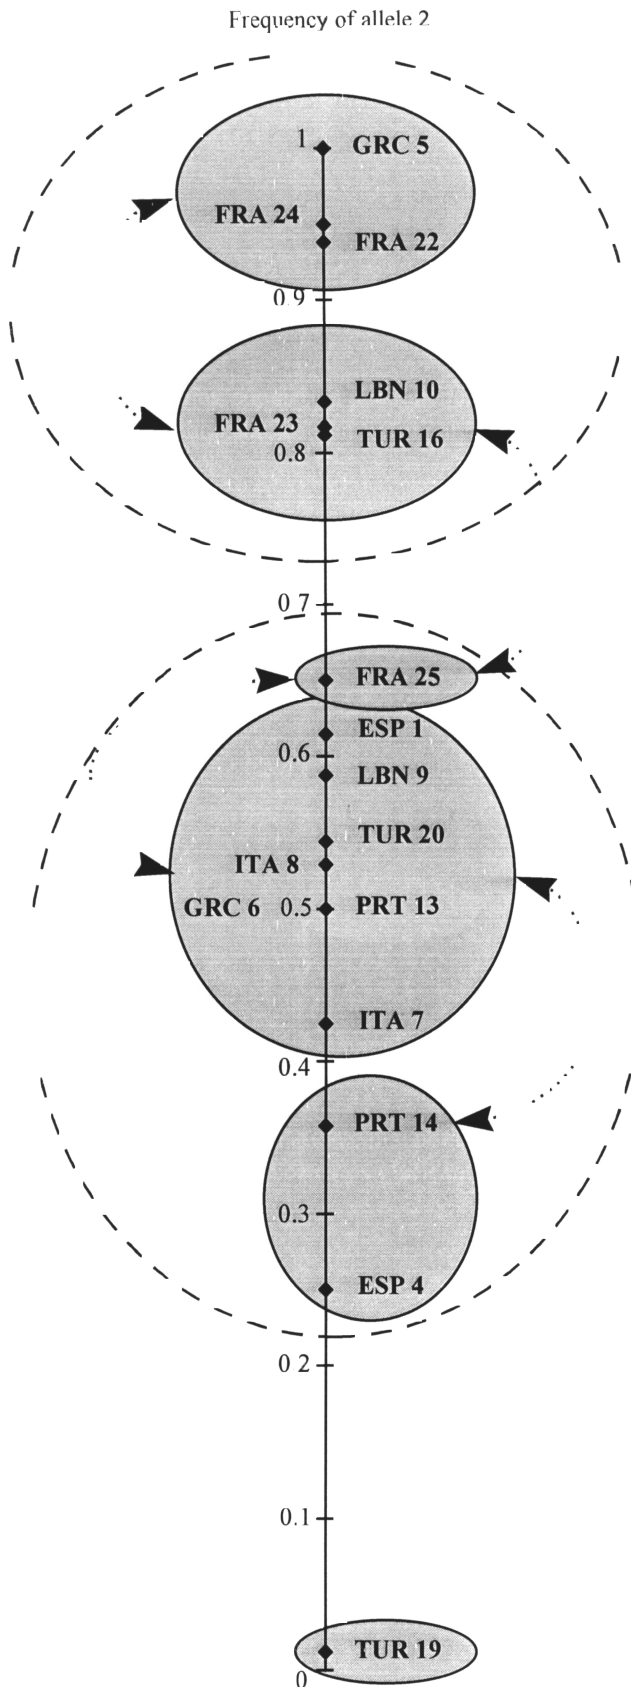 Frequency of allele 2
1
GRC 5
FRA 24
FRA 22
0.9
LBN 10
FRA 23
TUR 16
0.8
0.7
FRA 25
ESP 1
0.6
LBN 9
TUR 20
ITA 8
GRC 6
0.5
PRT 13
ITA 7
0.4
PRT 14
0.3
ESP 4
0.2
0.1
TUR 19
0